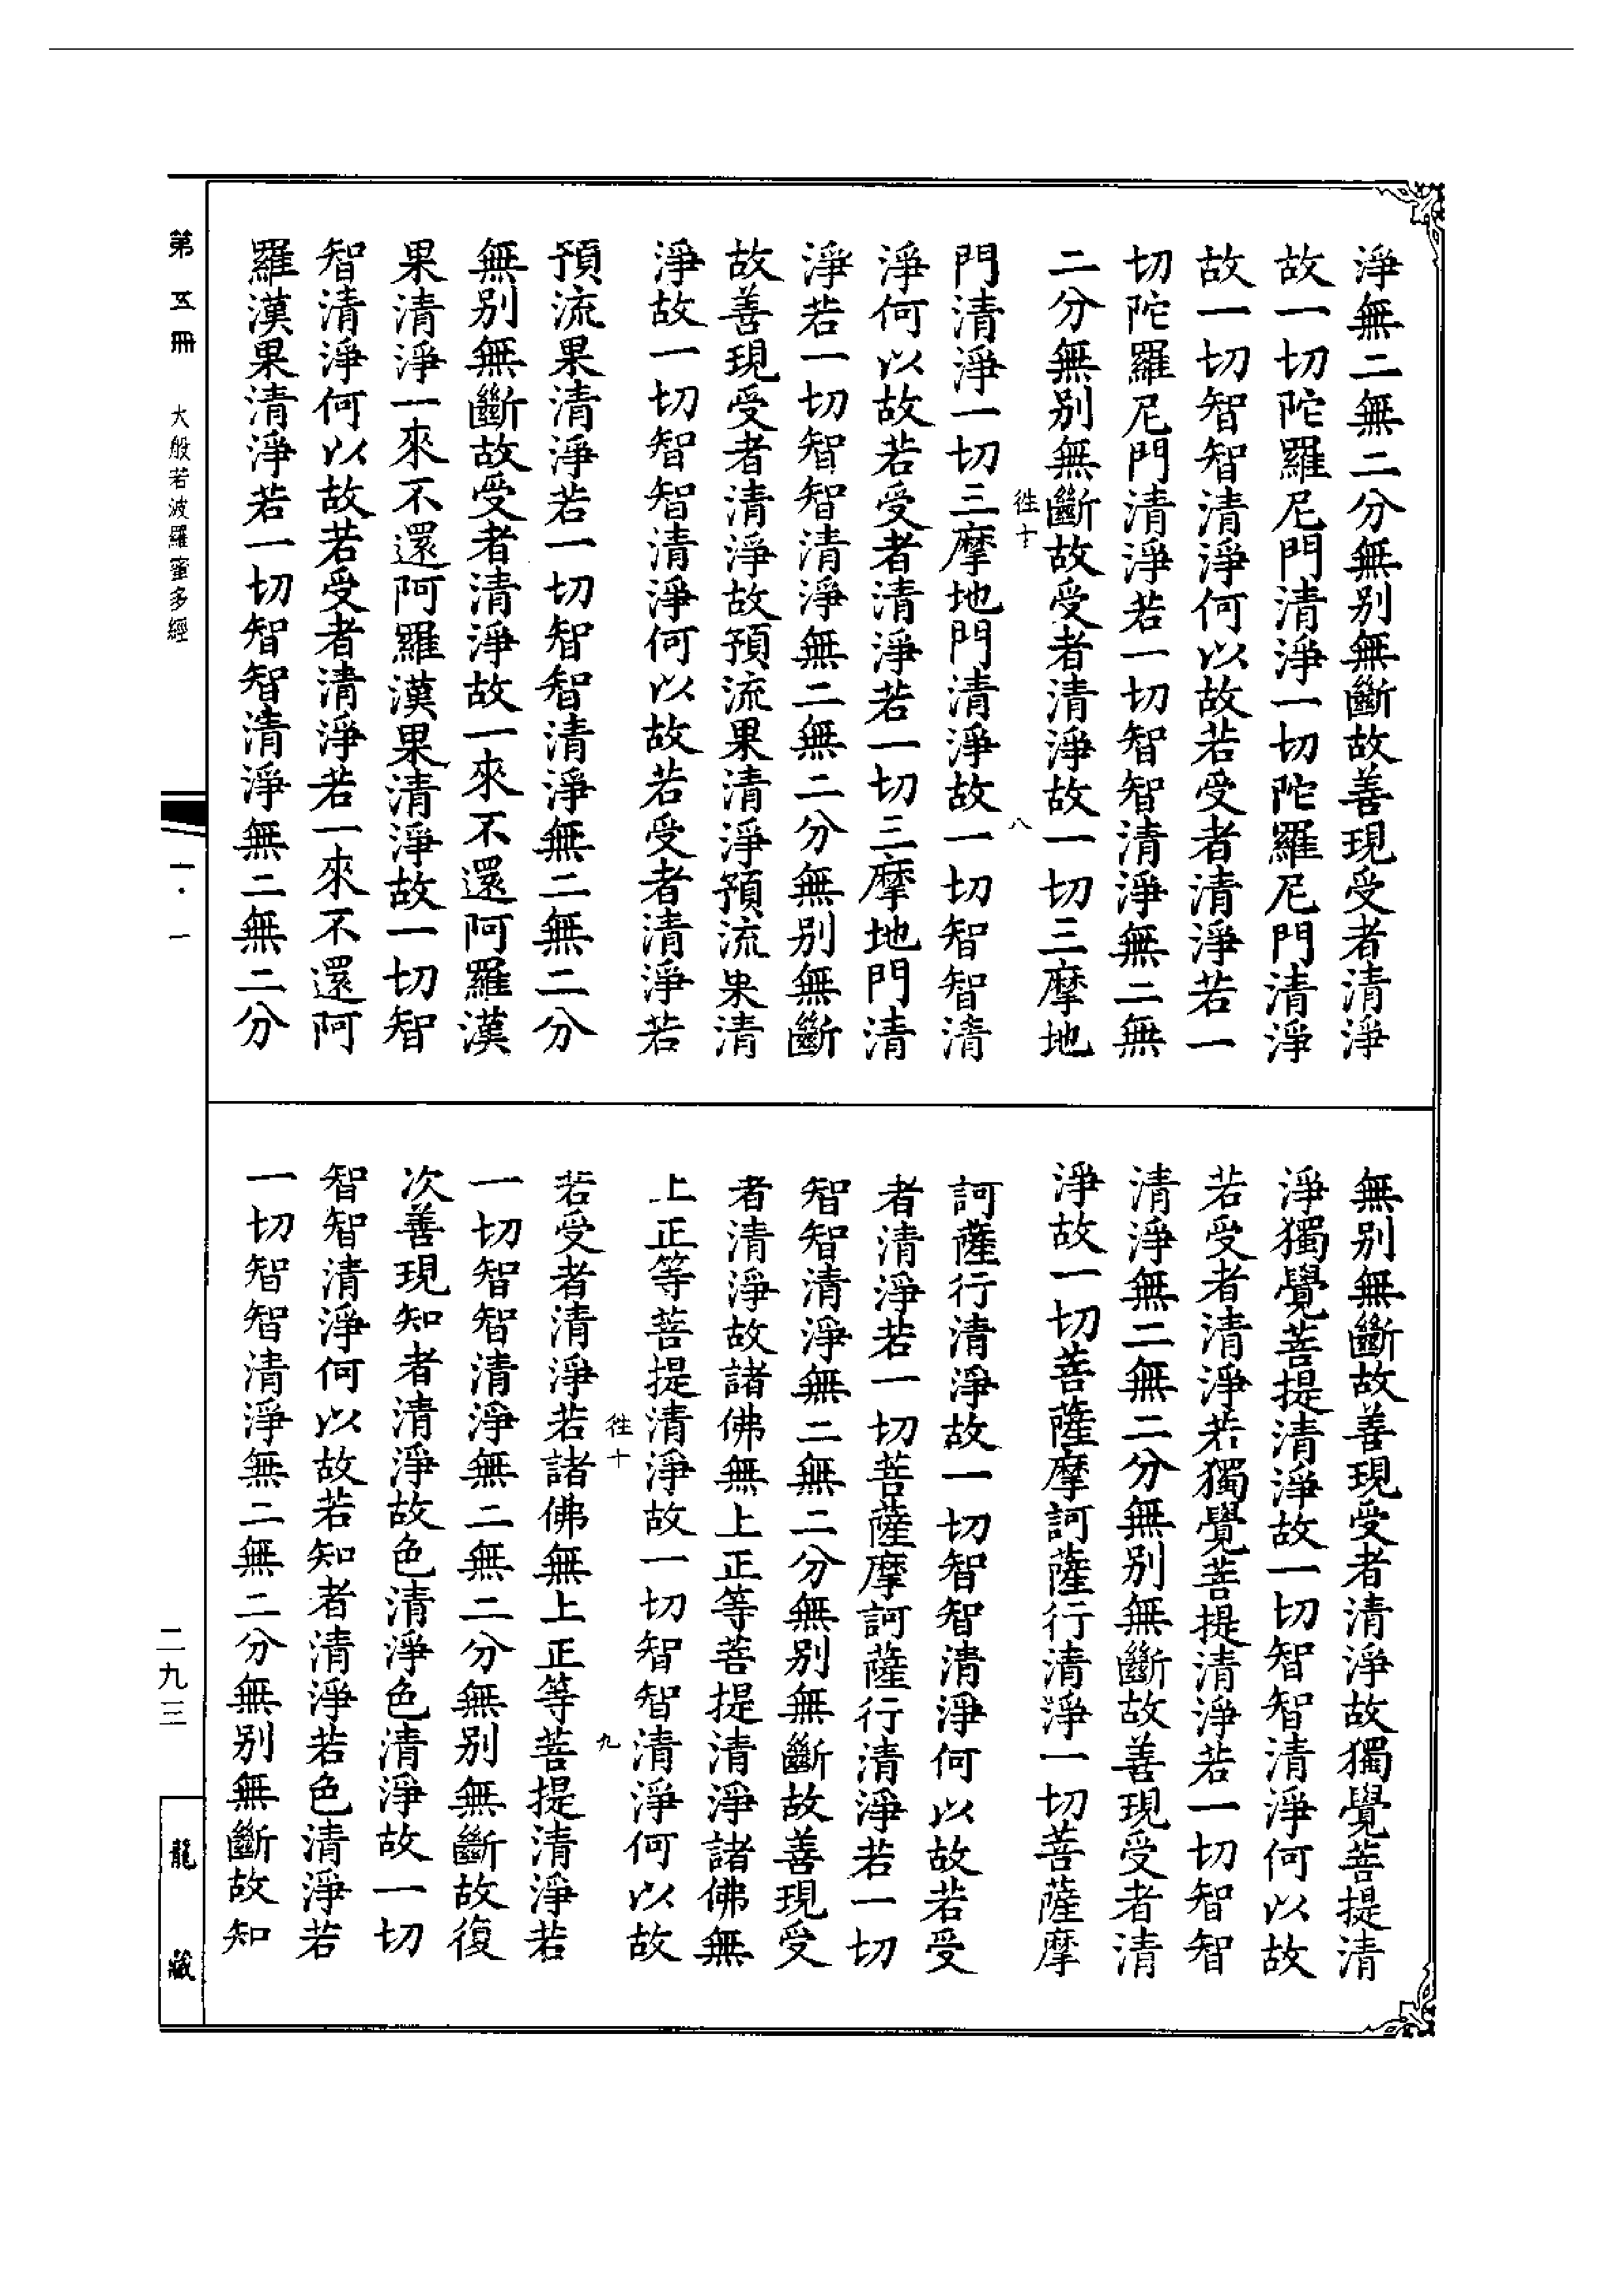 淨無二無二分無別無斷故善現受者清淨
故一切陀羅尼門清淨一切陀羅尼門清淨
故一切智智清淨何以故若受者清淨若一
切陀羅尼門清淨若一切智智清淨無二無
二分無別無斷故受者清淨故一切三摩地
徃十
八
門清淨一切三摩地門清淨故一切智智清
淨何以故若受者清淨若一切三摩地門清
淨若一切智智清淨無二無二分無別無斷
故善現受者清淨故預流果清淨預流果清
淨故一切智智清淨何以故若受者清淨若
預流果清淨若一切智智清淨無二無二分
無別無斷故受者清淨故一來不還阿羅漢
果清淨一來不還阿羅漢果清淨故一切智
智清淨何以故若受者清淨若一來不還阿
羅漢果清淨若一切智智清淨無二無二分
無別無斷故善現受者清淨故獨覺菩提清
淨獨覺菩提清淨故一切智智清淨何以故
若受者清淨若獨覺菩提清淨若一切智智
清淨無二無二分無別無斷故善現受者清
淨故一切菩薩摩訶薩行清淨一切菩薩摩
訶薩行清淨故一切智智清淨何以故若受
者清淨若一切菩薩摩訶薩行清淨若一切
智智清淨無二無二分無別無斷故善現受
者清淨故諸佛無上正等菩提清淨諸佛無
上正等菩提清淨故一切智智清淨何以故
徃十
九
若受者清淨若諸佛無上正等菩提清淨若
一切智智清淨無二無二分無別無斷故復
次善現知者清淨故色清淨色清淨故一切
智智清淨何以故若知者清淨若色清淨若
一切智智清淨無二無二分無別無斷故知
第五冊 大般若波羅蜜多經 一·一
二九三
龍藏